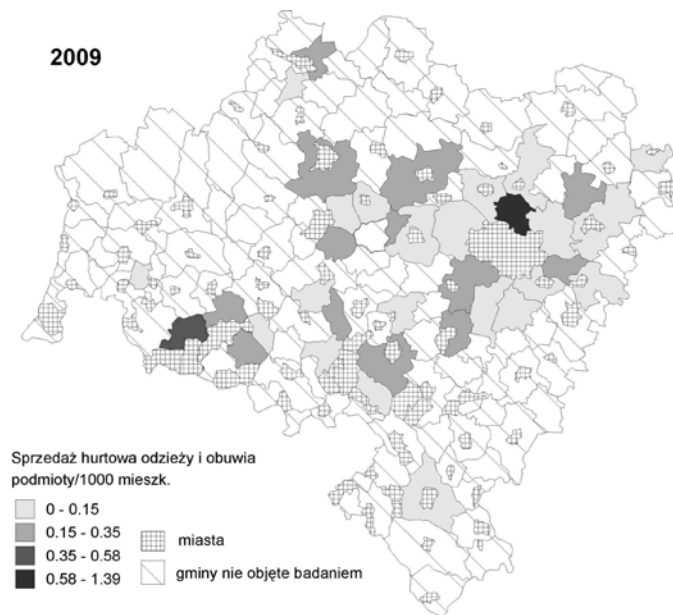 2009
Sprzedaż hurtowa odzieży i obuwia
podmioty/1000 mieszk.
0 - 0.15
0.15 - 0.35
0.35 - 0.58
0.58 - 1.39
miasta
gminy nie objęte badaniem